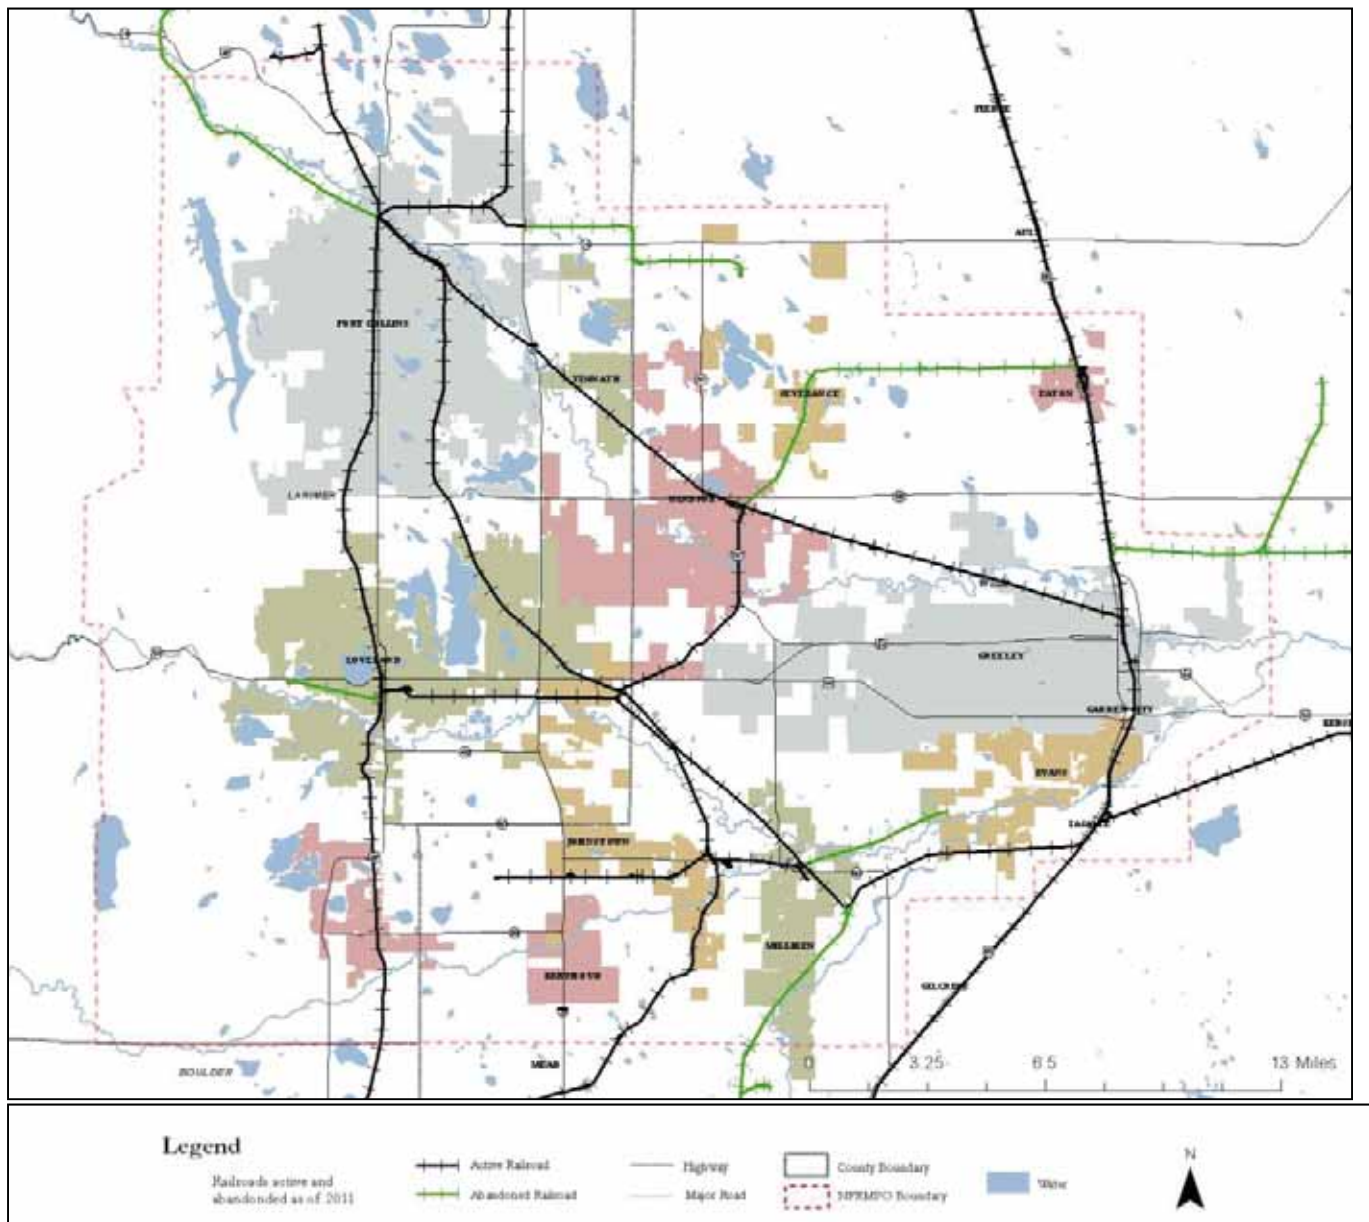 PIERCE
AULT
FORT COLLINS
TIMNATH
SEVERANCE
EATON
LARIMER
WINDSOR
LOVELAND
GREELEY
GARDEN CITY
EVANS
LASALLE
JOHNSTOWN
MILLIKEN
BERTHOUD
GILCREST
MEAD
BOULDER
0 3.25 6.5 13 Miles
Legend
Railroads active and
abandonded as of 2011
Active Railroad
Abandoned Railroad
Highway
Major Road
County Boundary
NFRMPO Boundary
Water
N